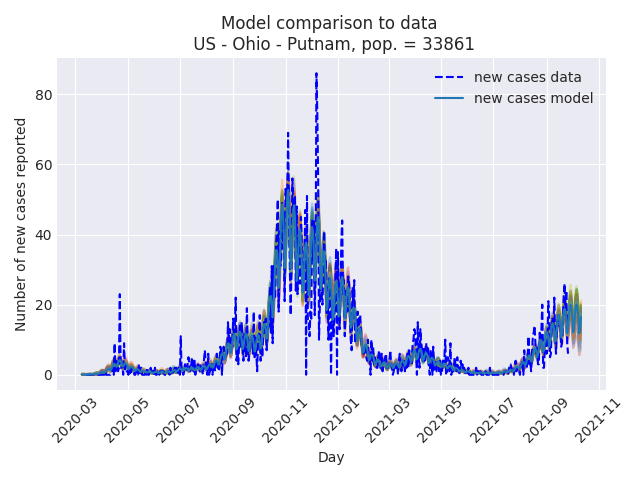 Model comparison to data
US - Ohio - Putnam, pop. = 33861
new cases data
new cases model
Number of new cases reported
80
60
40
20
0
2020-03
2020-05
2020-07
2020-09
2020-11
2021-01
2021-03
2021-05
2021-07
2021-09
2021-11
Day